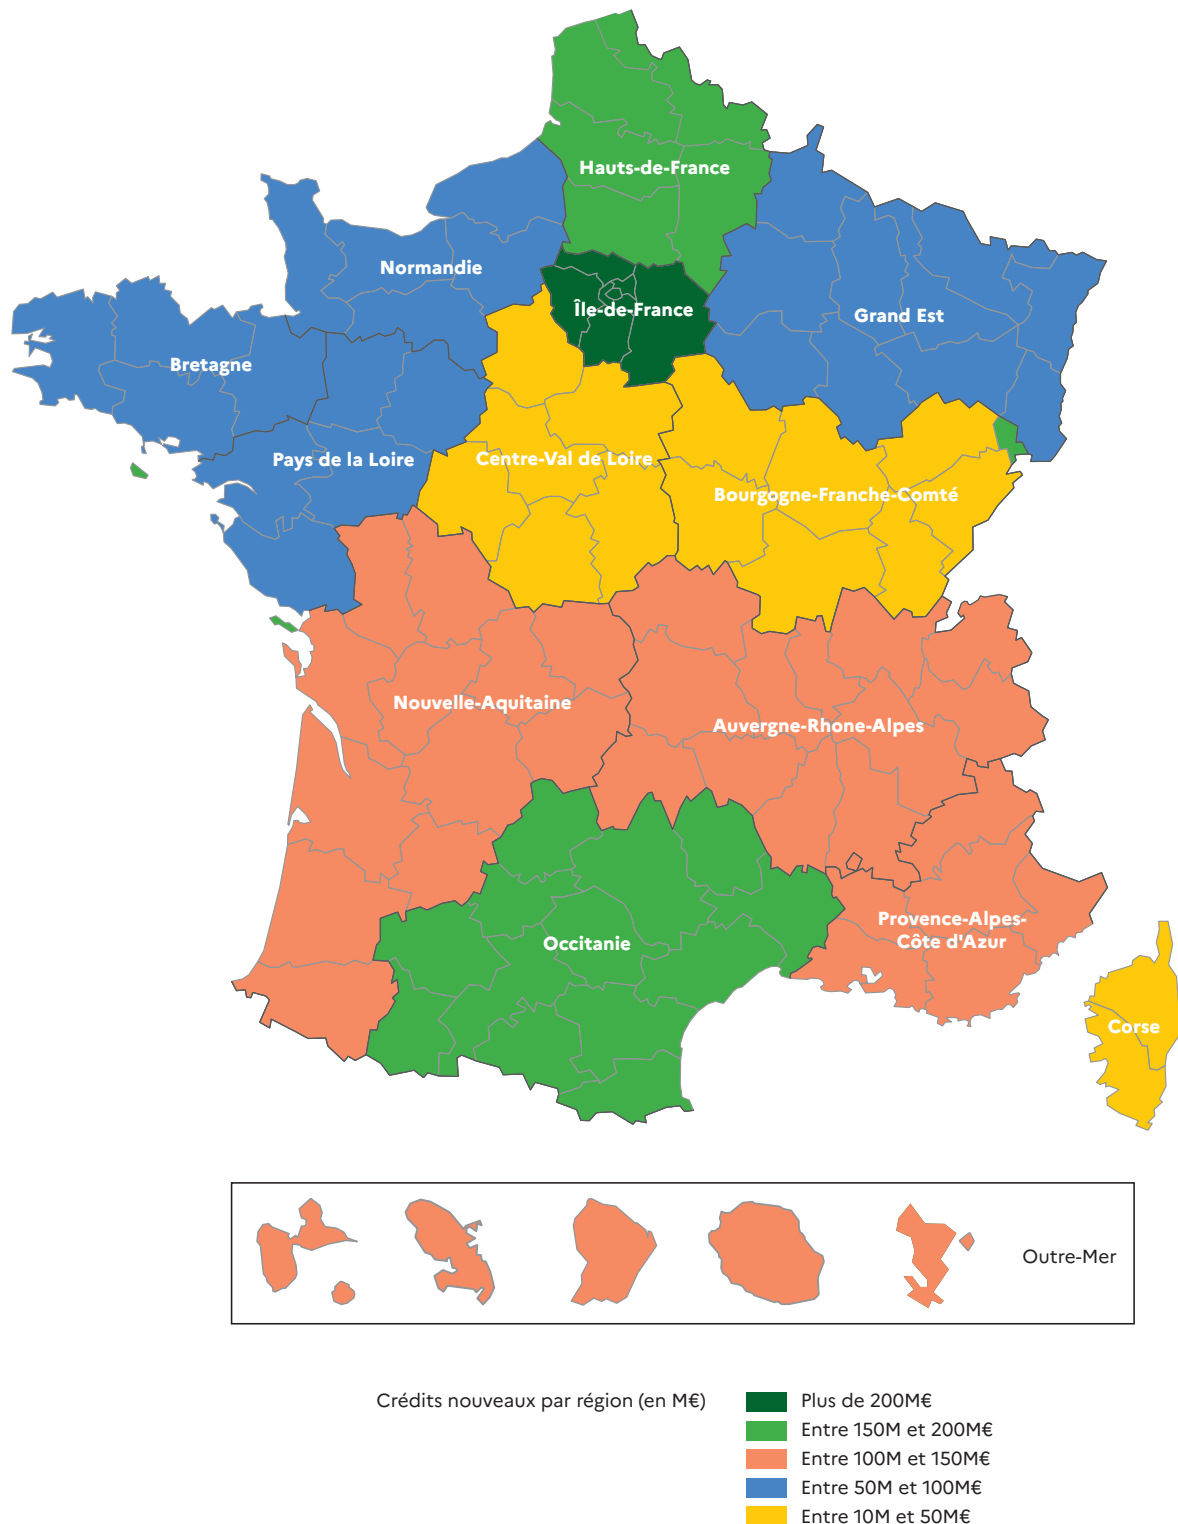 Hauts-de-France
Normandie
Île-de-France
Grand Est
Bretagne
Pays de la Loire
Centre-Val de Loire
Bourgogne-Franche-Comté
Nouvelle-Aquitaine
Auvergne-Rhone-Alpes
Occitanie
Provence-Alpes-
Côte d'Azur
Corse
Outre-Mer
Crédits nouveaux par région (en M€)
Plus de 200M€
Entre 150M et 200M€
Entre 100M et 150M€
Entre 50M et 100M€
Entre 10M et 50M€